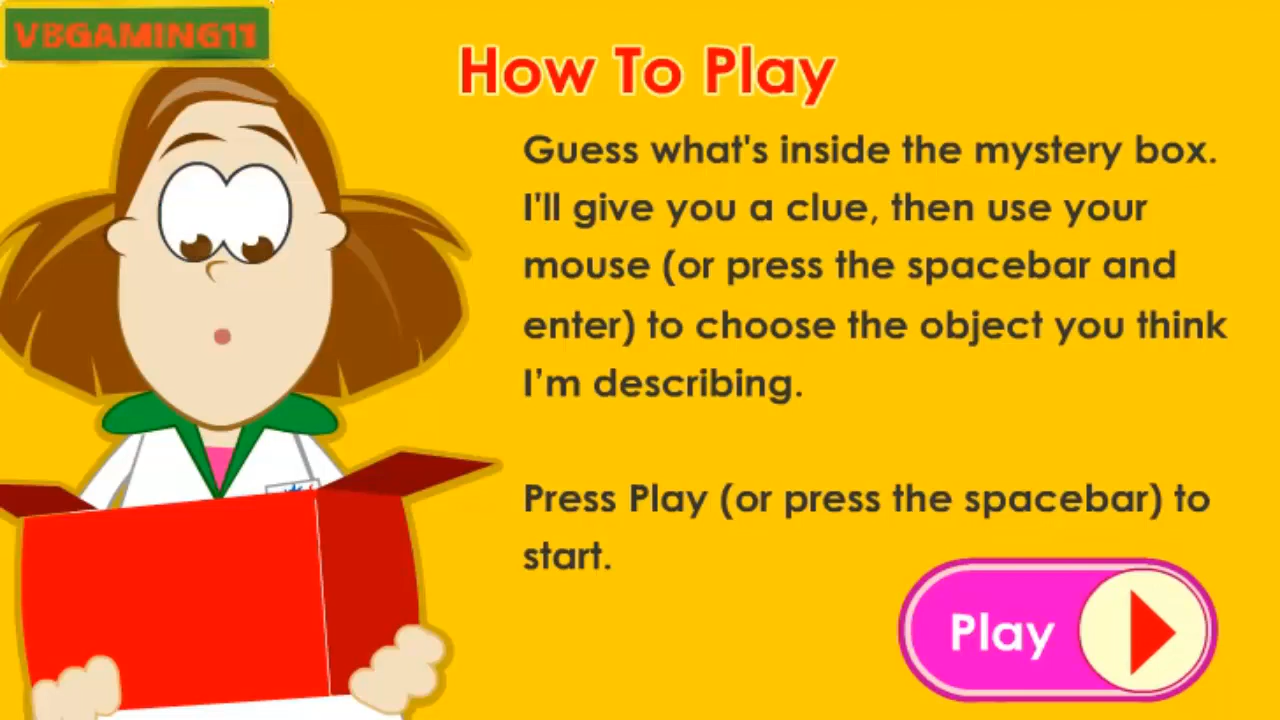 VBGAMING11
How To Play
Guess what's inside the mystery box.
I'll give you a clue, then use your
mouse (or press the spacebar and
enter) to choose the object you think
I’m describing.
Press Play (or press the spacebar) to
start.
Play